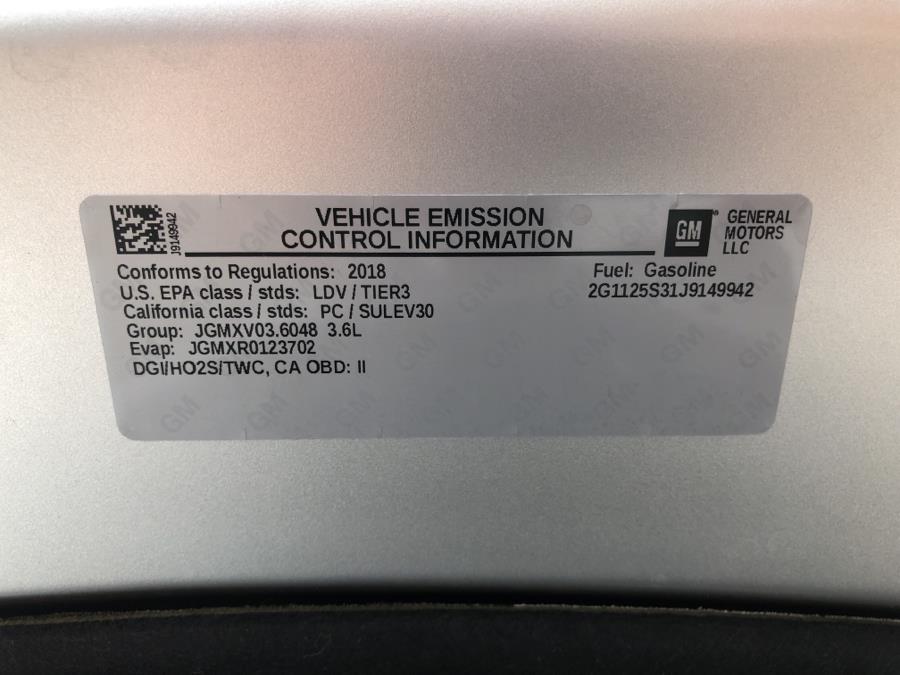 J9149942
VEHICLE EMISSION
CONTROL INFORMATION
GM
GENERAL
MOTORS
LLC
Conforms to Regulations: 2018
U.S. EPA class / stds: LDV / TIER3
California class / stds: PC / SULEV30
Group: JGMXV03.6048 3.6L
Evap: JGMXR0123702
DGI/HO2S/TWC, CA OBD: II
Fuel: Gasoline
2G1125S31J9149942